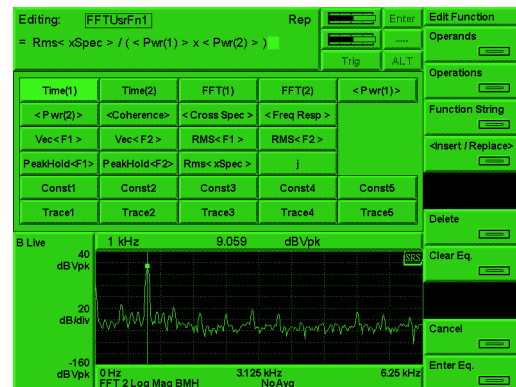 Editing: FFTUsrFn1 Rep Enter Edit Function
= Rms< xSpec > / ( < Pwr(1) > x < Pwr(2) > ) ----
Trig ALT
Operands
Operations
Function String
<Insert / Replace>
Delete
Clear Eq.
Cancel
Enter Eq.
Time(1) Time(2) FFT(1) FFT(2) < Pwr(1) >
< Pwr(2) > <Coherence> < Cross Spec > < Freq Resp >
Vec< F1 > Vec< F2 > RMS< F1 > RMS< F2 >
PeakHold<F1> PeakHold<F2> Rms< xSpec > j
Const1 Const2 Const3 Const4 Const5
Trace1 Trace2 Trace3 Trace4 Trace5
B Live 1 kHz 9.059 dBVpk
40
dBVpk
SRS
20
dB/div
-160
dBVpk
0 Hz 3.125 kHz 6.25 kHz
FFT 2 Log Mag BMH NoAvg